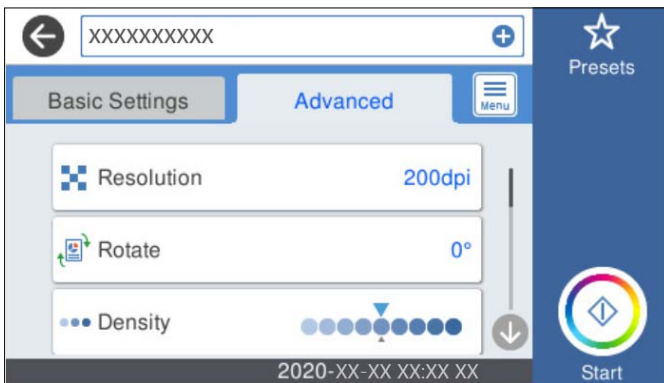 XXXXXXXXXX
Presets
Basic Settings
Advanced
Menu
Resolution
200dpi
Rotate
0°
Density
2020-XX-XX XX:XX XX
Start